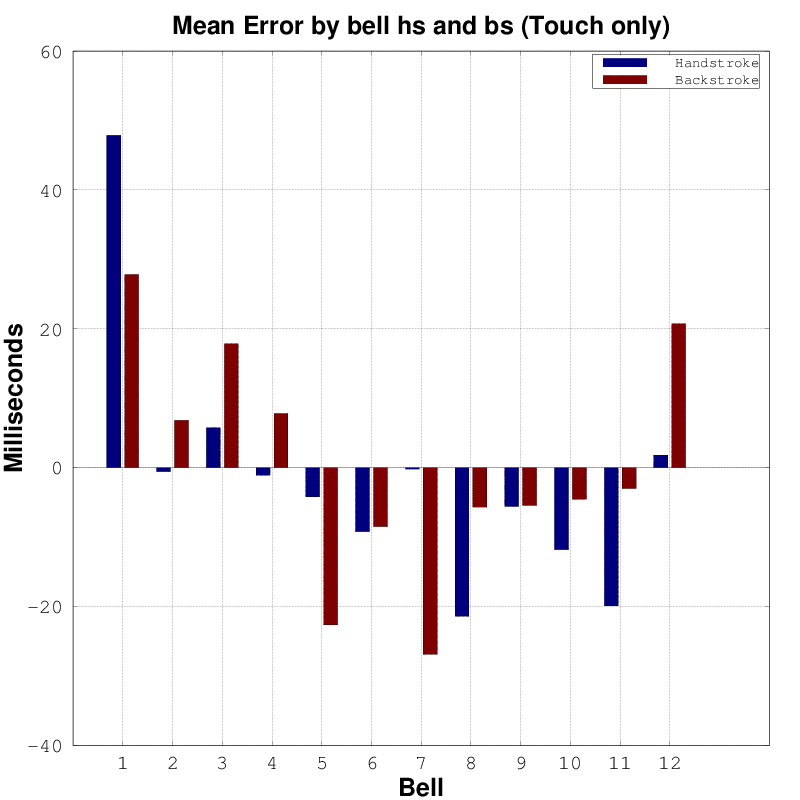 Mean Error by bell hs and bs (Touch only)
Handstroke
Backstroke
60
40
20
0
-20
-40
Milliseconds
1 2 3 4 5 6 7 8 9 10 11 12
Bell